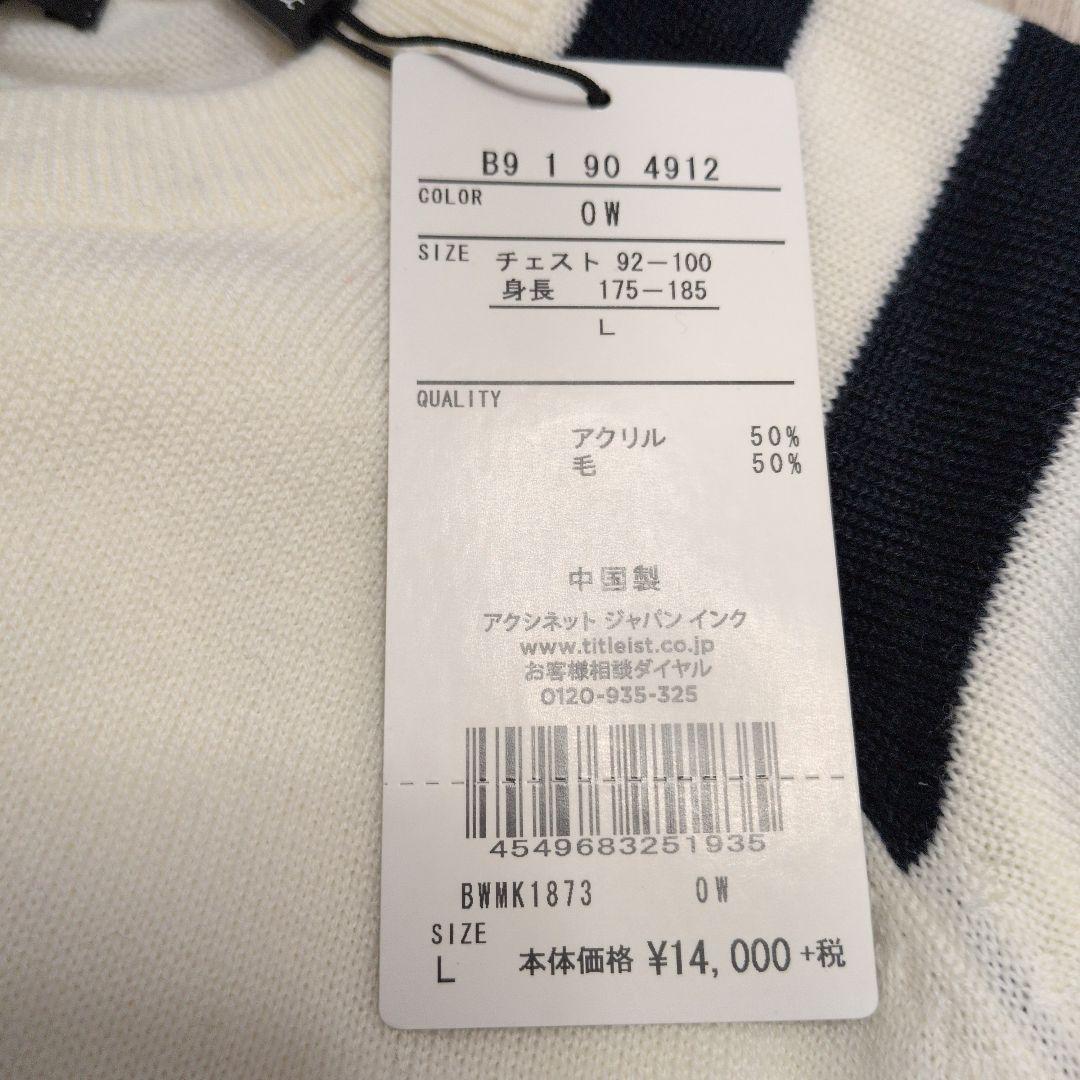 B9 1 90 4912
COLOR
OW
SIZE
チェスト 92－100
身長 175－185
L
QUALITY
アクリル 50%
毛 50%
中国製
アクシネット ジャパン インク
www.titleist.co.jp
お客様相談ダイヤル
0120-935-325
4549683251935
BWMK1873 OW
SIZE
L
本体価格 ¥14,000+税